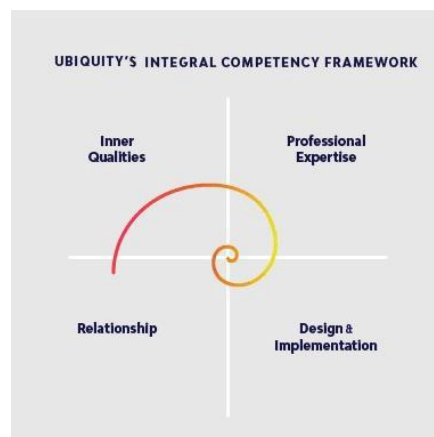 UBIQUITY'S INTEGRAL COMPETENCY FRAMEWORK
Inner
Qualities
Professional
Expertise
Relationship
Design &
Implementation